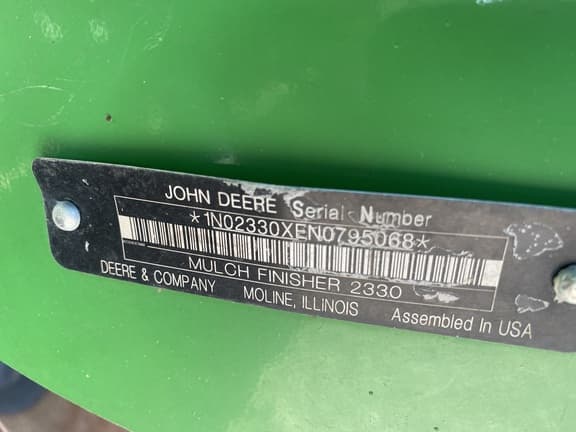 JOHN DEERE Serial Number
*1N02330XEN0795068*
MULCH FINISHER 2330
DEERE & COMPANY MOLINE, ILLINOIS Assembled In USA